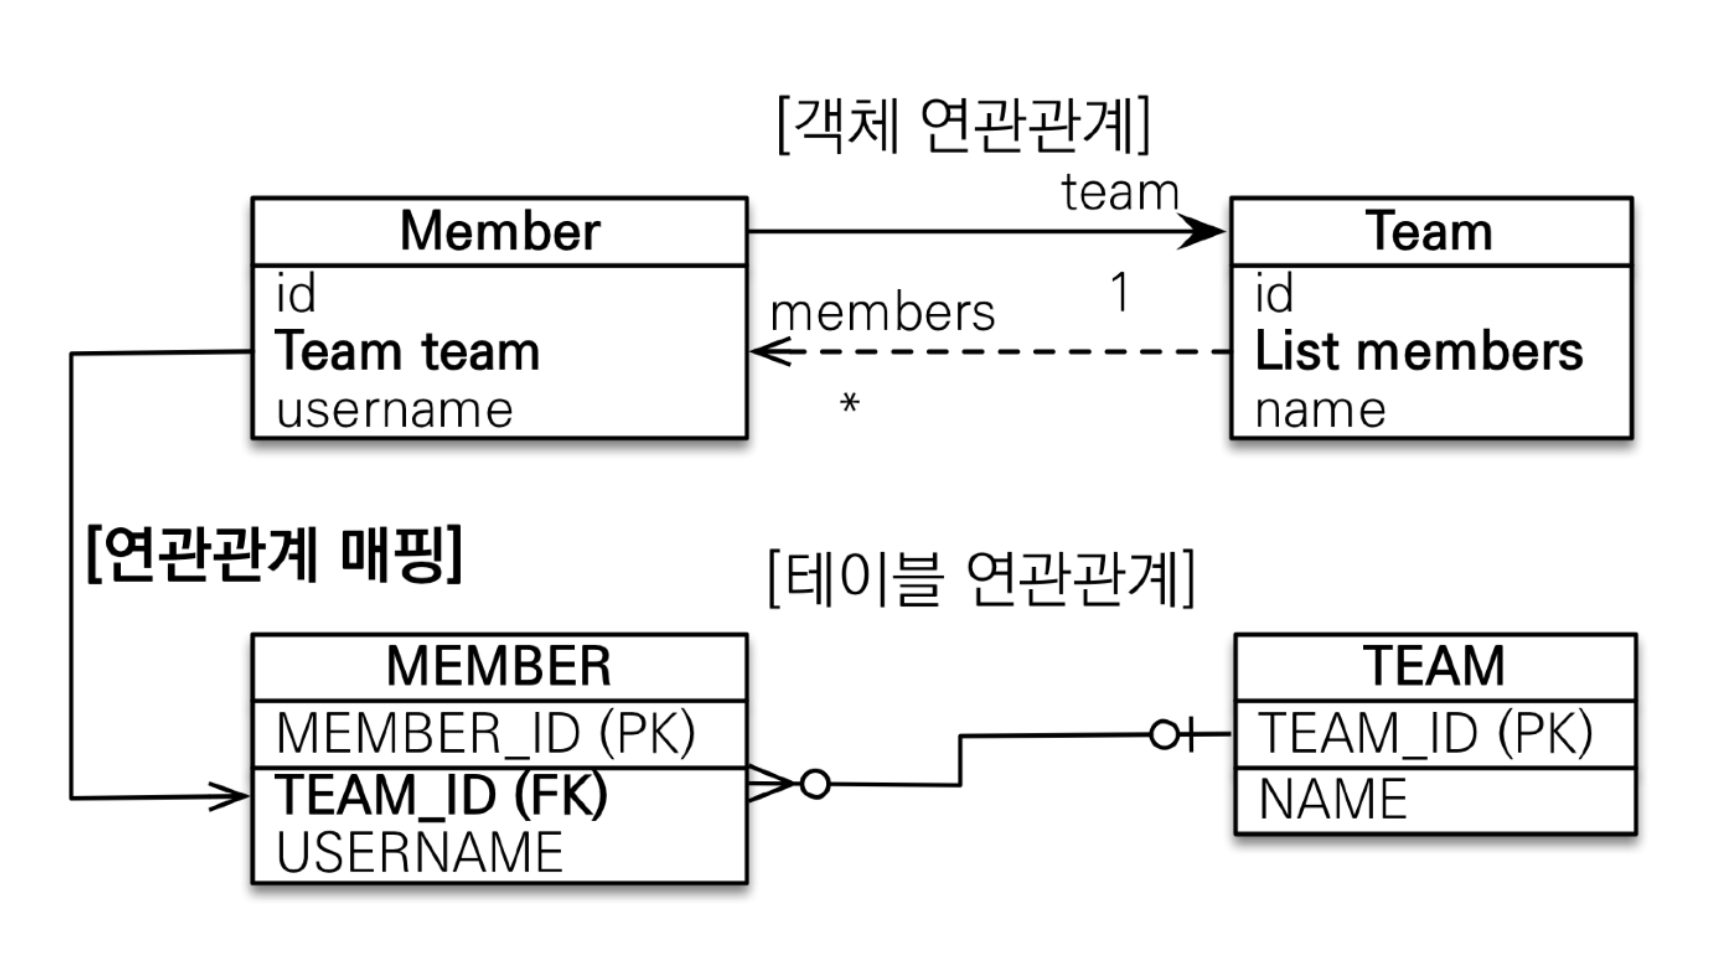 [객체 연관관계]
team
Member
Team
id
Team team
username
members
1
*
id
List members
name
[연관관계 매핑]
[테이블 연관관계]
MEMBER
MEMBER_ID (PK)
TEAM_ID (FK)
USERNAME
TEAM
TEAM_ID (PK)
NAME